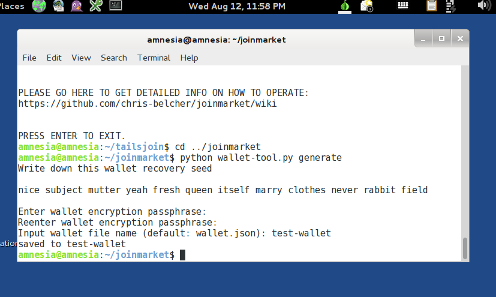 Places
Wed Aug 12, 11:58 PM
amnesia@amnesia: ~/joinmarket
File Edit View Search Terminal Help
PLEASE GO HERE TO GET DETAILED INFO ON HOW TO OPERATE:
https://github.com/chris-belcher/joinmarket/wiki
PRESS ENTER TO EXIT.
amnesia@amnesia:~/tailsjoin$ cd ../joinmarket
amnesia@amnesia:~/joinmarket$ python wallet-tool.py generate
Write down this wallet recovery seed
nice subject mutter yeah fresh queen itself marry clothes never rabbit field
Enter wallet encryption passphrase:
Reenter wallet encryption passphrase:
Input wallet file name (default: wallet.json): test-wallet
saved to test-wallet
amnesia@amnesia:~/joinmarket$